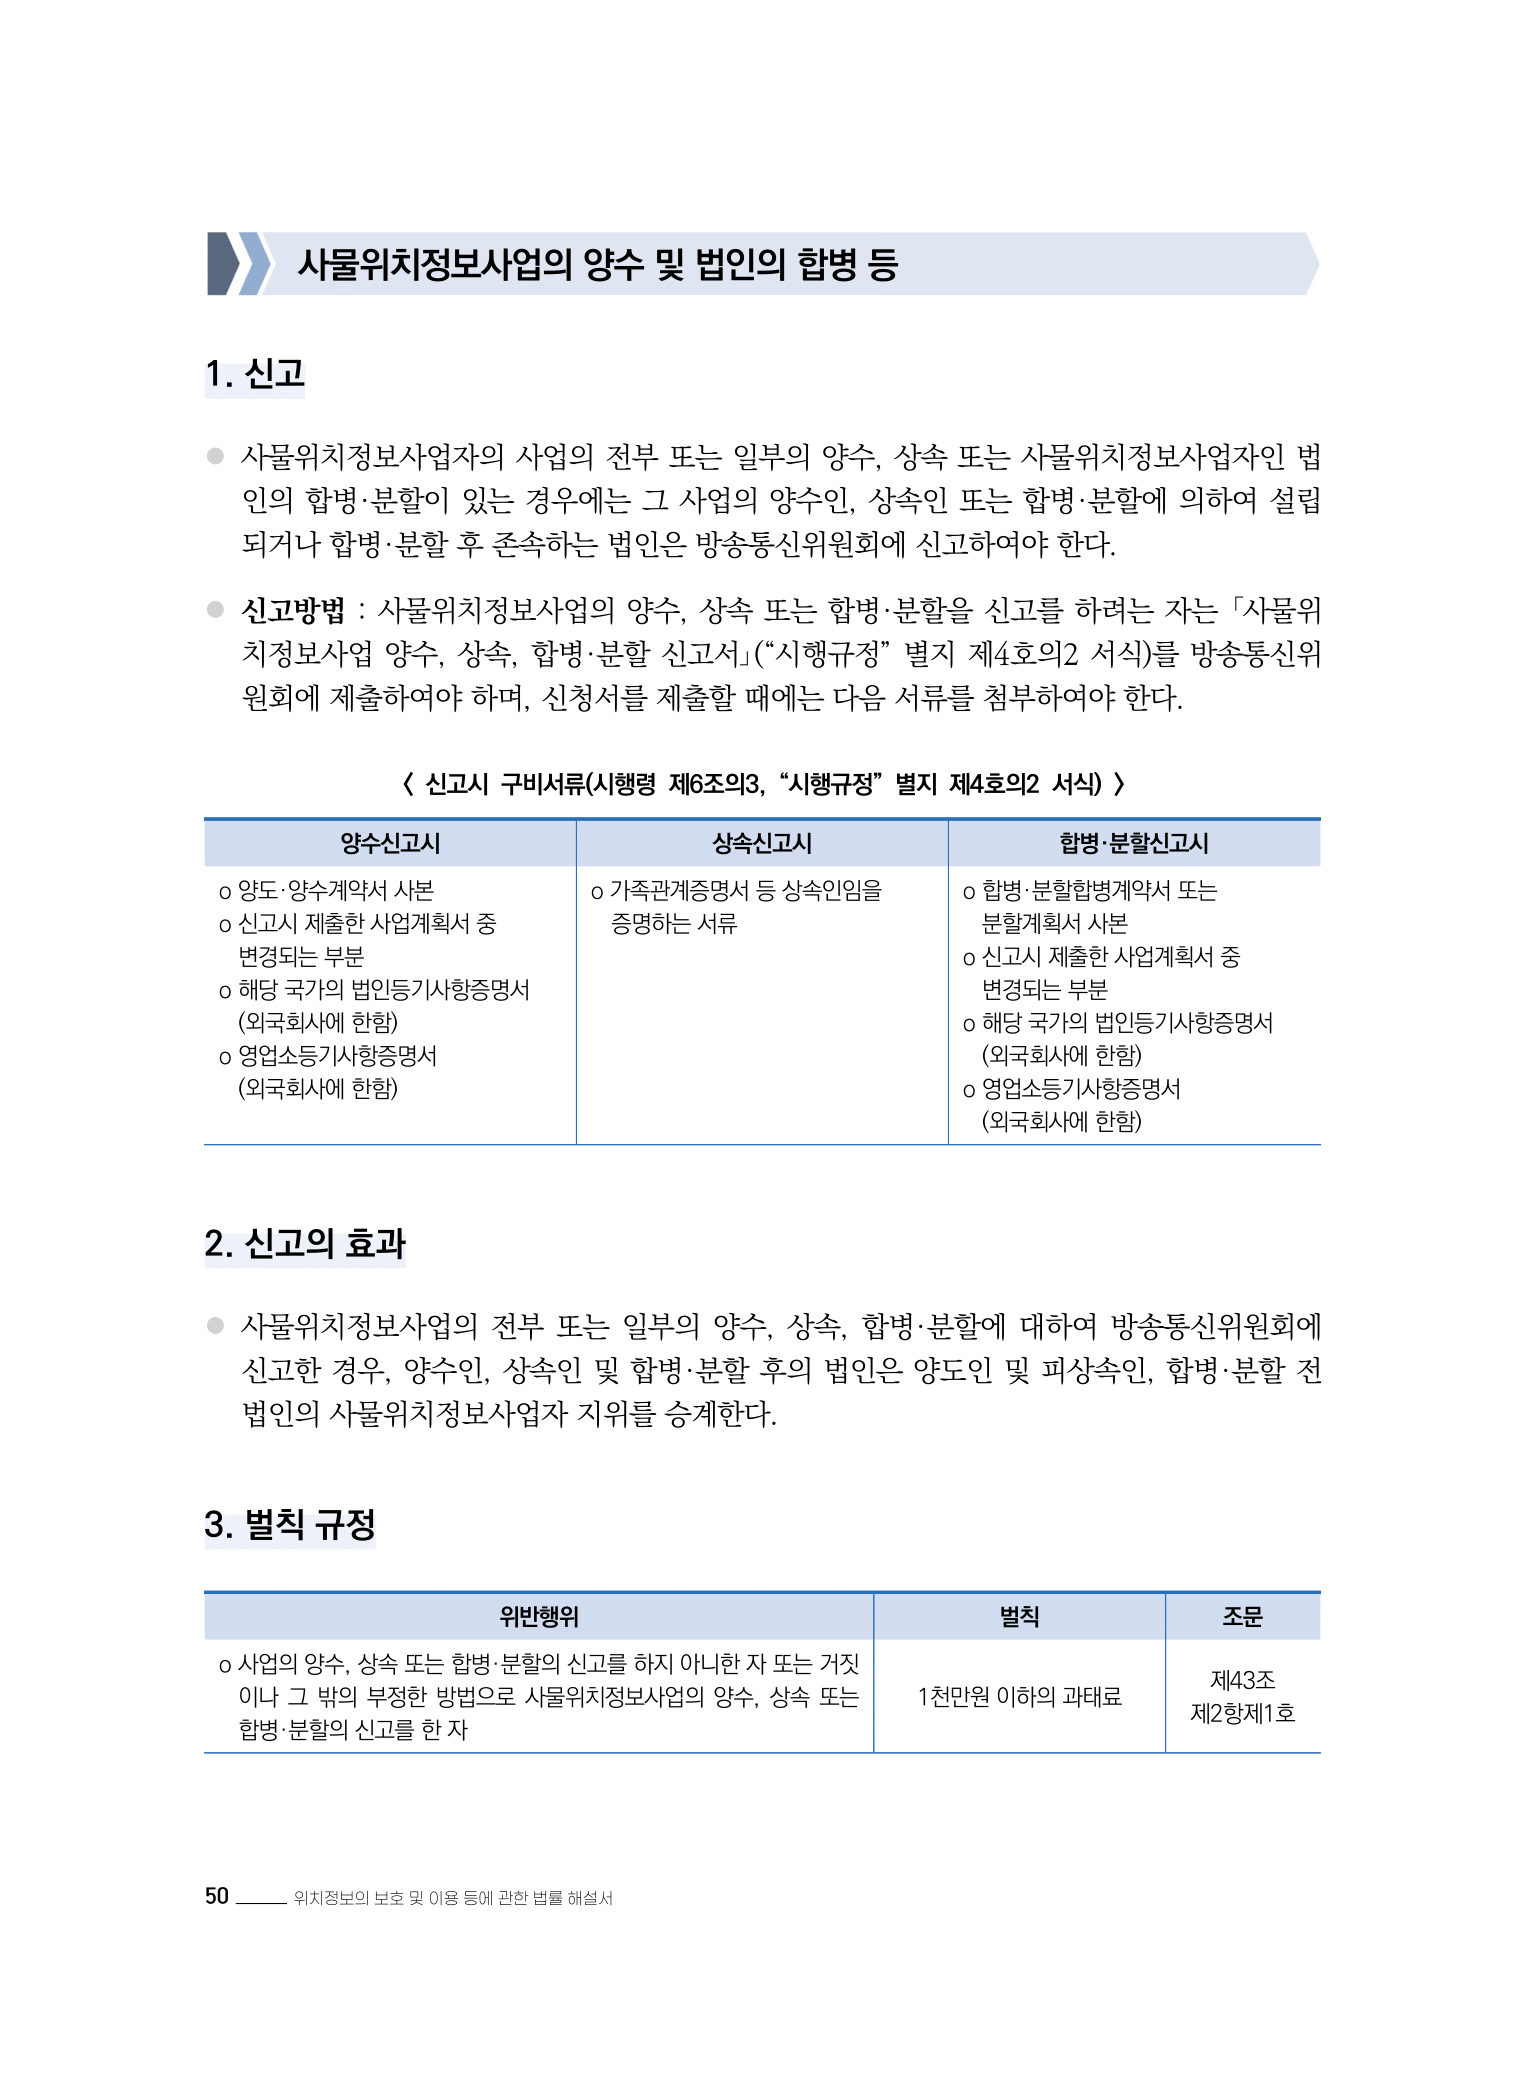 사물위치정보사업의 양수 및 법인의 합병 등
1. 신고
● 사물위치정보사업자의 사업의 전부 또는 일부의 양수, 상속 또는 사물위치정보사업자인 법
인의 합병·분할이 있는 경우에는 그 사업의 양수인, 상속인 또는 합병·분할에 의하여 설립
되거나 합병·분할 후 존속하는 법인은 방송통신위원회에 신고하여야 한다.
● 신고방법 : 사물위치정보사업의 양수, 상속 또는 합병·분할을 신고를 하려는 자는 「사물위
치정보사업 양수, 상속, 합병·분할 신고서」(“시행규정” 별지 제4호의2 서식)를 방송통신위
원회에 제출하여야 하며, 신청서를 제출할 때에는 다음 서류를 첨부하여야 한다.
〈 신고시 구비서류(시행령 제6조의3, “시행규정” 별지 제4호의2 서식) 〉
양수신고시
o 양도·양수계약서 사본
o 신고시 제출한 사업계획서 중
변경되는 부분
o 해당 국가의 법인등기사항증명서
(외국회사에 한함)
o 영업소등기사항증명서
(외국회사에 한함)
상속신고시
o 가족관계증명서 등 상속인임을
증명하는 서류
합병·분할신고시
o 합병·분할합병계약서 또는
분할계획서 사본
o 신고시 제출한 사업계획서 중
변경되는 부분
o 해당 국가의 법인등기사항증명서
(외국회사에 한함)
o 영업소등기사항증명서
(외국회사에 한함)
2. 신고의 효과
● 사물위치정보사업의 전부 또는 일부의 양수, 상속, 합병·분할에 대하여 방송통신위원회에
신고한 경우, 양수인, 상속인 및 합병·분할 후의 법인은 양도인 및 피상속인, 합병·분할 전
법인의 사물위치정보사업자 지위를 승계한다.
3. 벌칙 규정
위반행위
벌칙
조문
o 사업의 양수, 상속 또는 합병·분할의 신고를 하지 아니한 자 또는 거짓
이나 그 밖의 부정한 방법으로 사물위치정보사업의 양수, 상속 또는
합병·분할의 신고를 한 자
1천만원 이하의 과태료
제43조
제2항제1호
50 위치정보의 보호 및 이용 등에 관한 법률 해설서